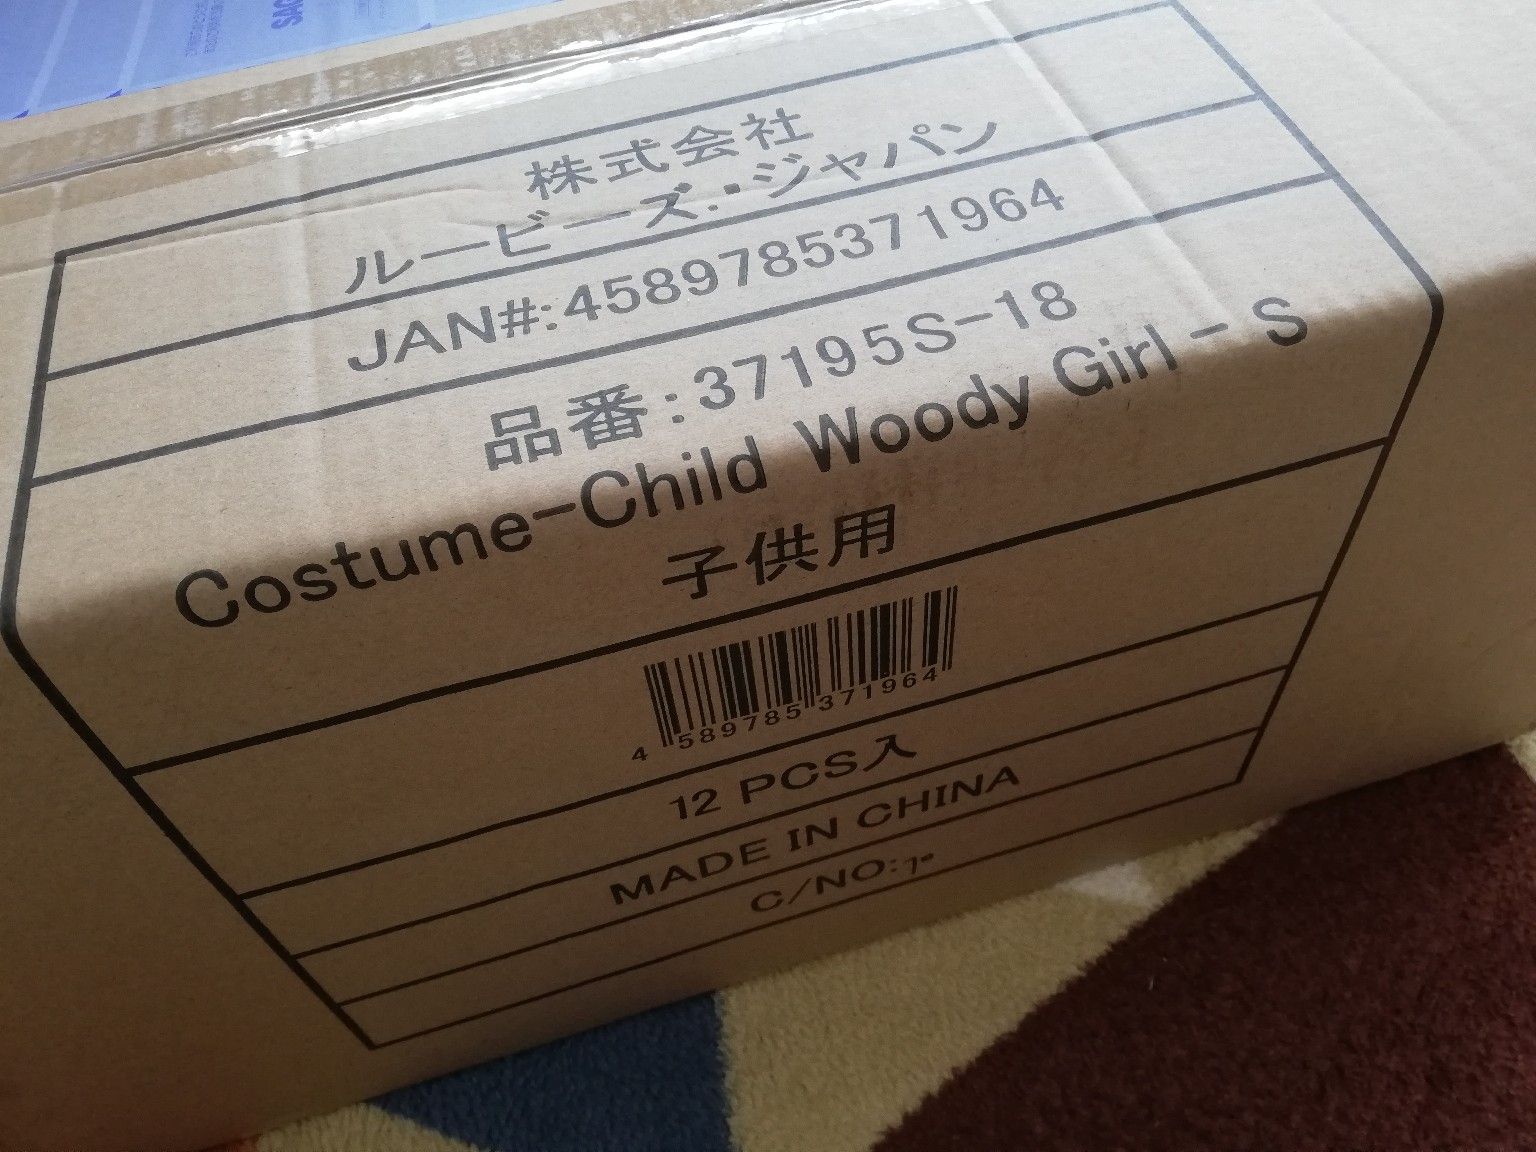 株式会社
ルービーズ.・ジャパン
JAN#:4589785371964
品番:37195S-18
Costume-Child Woody Girl - S
子供用
4 589785 371964
12 PCS入
MADE IN CHINA
C/NO: